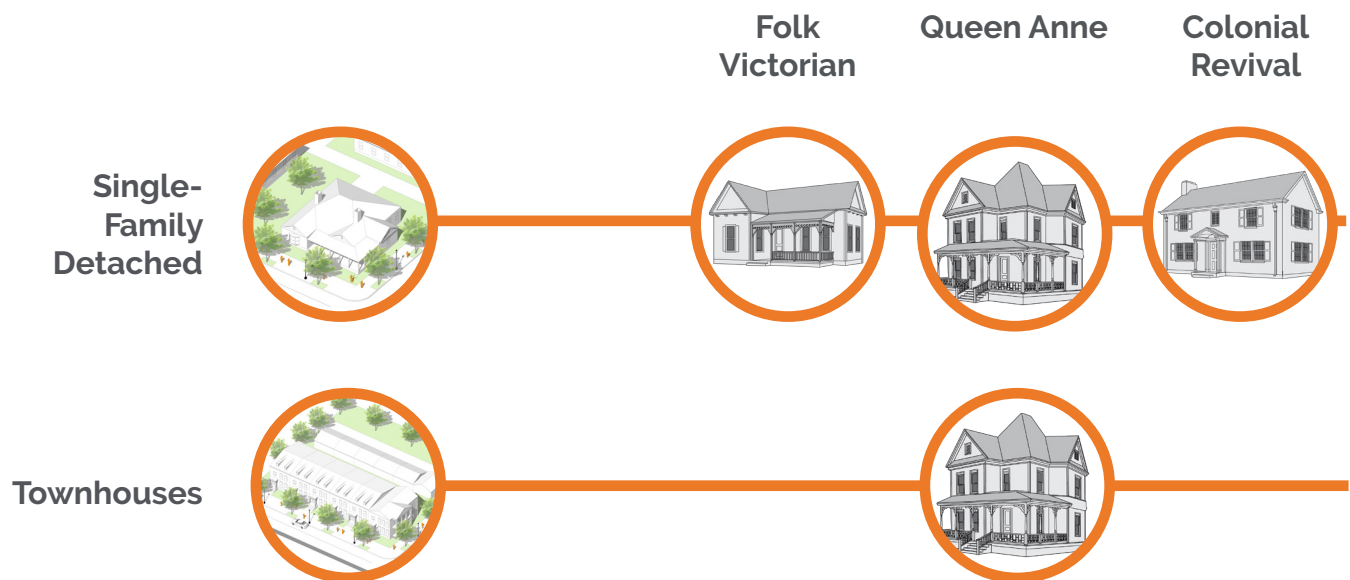 Folk
Victorian
Queen Anne
Colonial
Revival
Single-
Family
Detached
Townhouses